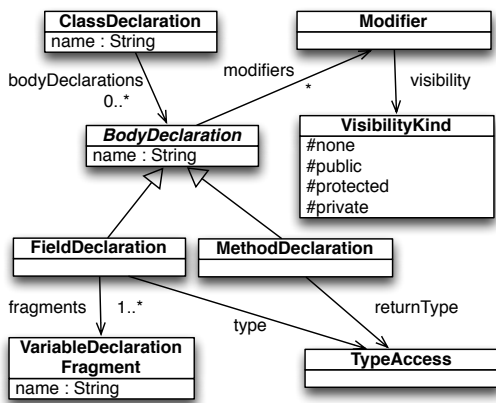 ClassDeclaration
name : String
Modifier
bodyDeclarations
0..*
modifiers
*
visibility
BodyDeclaration
name : String
VisibilityKind
#none
#public
#protected
#private
FieldDeclaration
MethodDeclaration
fragments
1..*
type
returnType
VariableDeclaration
Fragment
name : String
TypeAccess